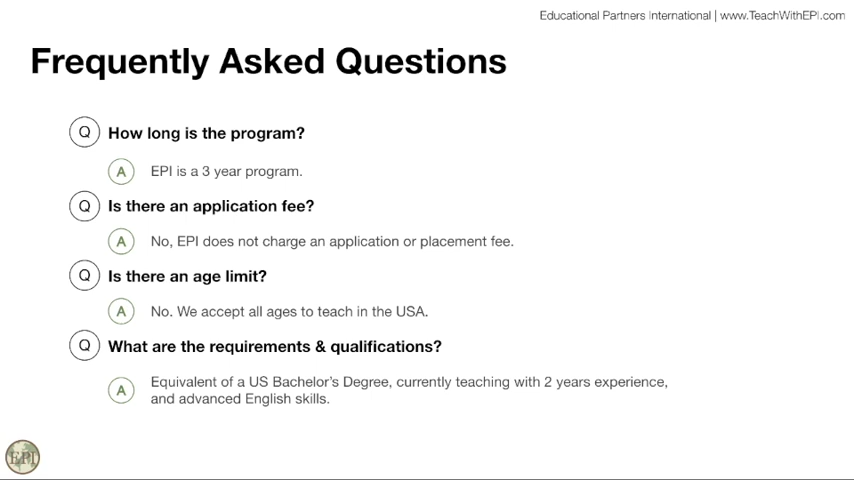 Educational Partners International | www.TeachWithEPI.com
Frequently Asked Questions
Q How long is the program?
A EPI is a 3 year program.
Q Is there an application fee?
A No, EPI does not charge an application or placement fee.
Q Is there an age limit?
A No. We accept all ages to teach in the USA.
Q What are the requirements & qualifications?
A Equivalent of a US Bachelor's Degree, currently teaching with 2 years experience,
and advanced English skills.
EPI